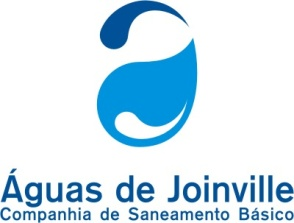 Águas de Joinville
Companhia de Saneamento Básico